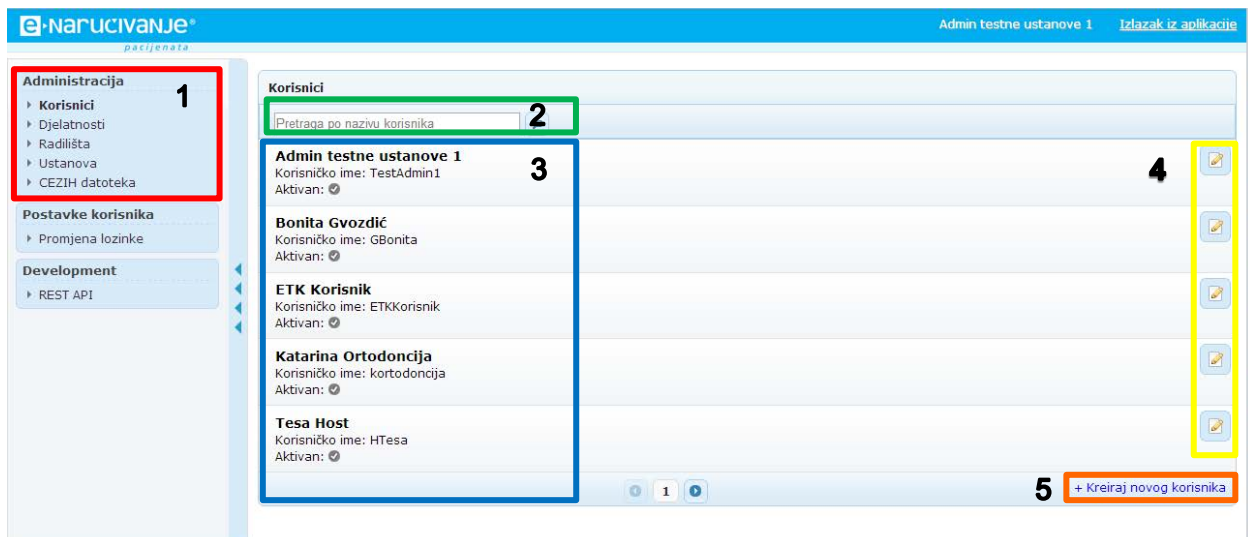 e-Narucivanje®
pacijenata
Admin testne ustanove 1 Izlazak iz aplikacije
Administracija
1
Korisnici
Djelatnosti
Radilišta
Ustanova
CEZIH datoteka
Postavke korisnika
Promjena lozinke
Development
REST API
Korisnici
Pretraga po nazivu korisnika
2
Admin testne ustanove 1
Korisničko ime: TestAdmin1
Aktivan:
3
4
Bonita Gvozdić
Korisničko ime: GBonita
Aktivan:
ETK Korisnik
Korisničko ime: ETKKorisnik
Aktivan:
Katarina Ortodoncija
Korisničko ime: kortodoncija
Aktivan:
Tesa Host
Korisničko ime: HTesa
Aktivan:
1
5
+ Kreiraj novog korisnika